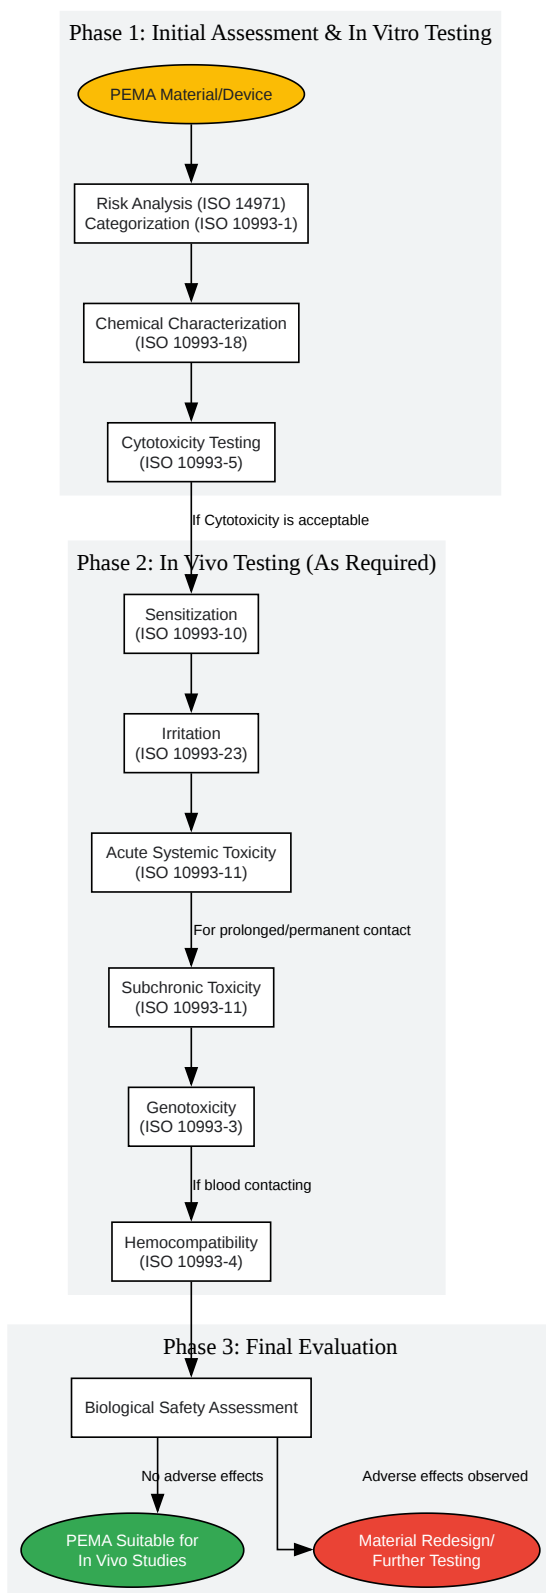 Phase 1: Initial Assessment & In Vitro Testing
PEMA Material/Device
Risk Analysis (ISO 14971)
Categorization (ISO 10993-1)
Chemical Characterization
(ISO 10993-18)
Cytotoxicity Testing
(ISO 10993-5)
If Cytotoxicity is acceptable
Phase 2: In Vivo Testing (As Required)
Sensitization
(ISO 10993-10)
Irritation
(ISO 10993-23)
Acute Systemic Toxicity
(ISO 10993-11)
For prolonged/permanent contact
Subchronic Toxicity
(ISO 10993-11)
Genotoxicity
(ISO 10993-3)
If blood contacting
Hemocompatibility
(ISO 10993-4)
Phase 3: Final Evaluation
Biological Safety Assessment
No adverse effects
Adverse effects observed
PEMA Suitable for
In Vivo Studies
Material Redesign/
Further Testing